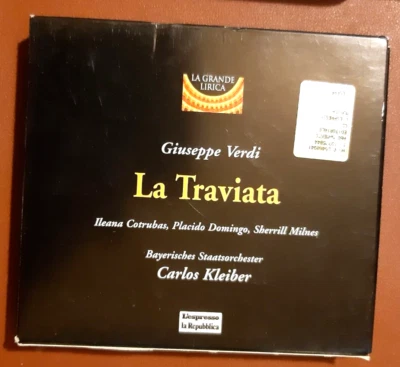 LA GRANDE
LIRICA
Giuseppe Verdi
La Traviata
Ileana Cotrubas, Placido Domingo, Sherrill Milnes
Bayerisches Staatsorchester
Carlos Kleiber
L'espresso
la Repubblica